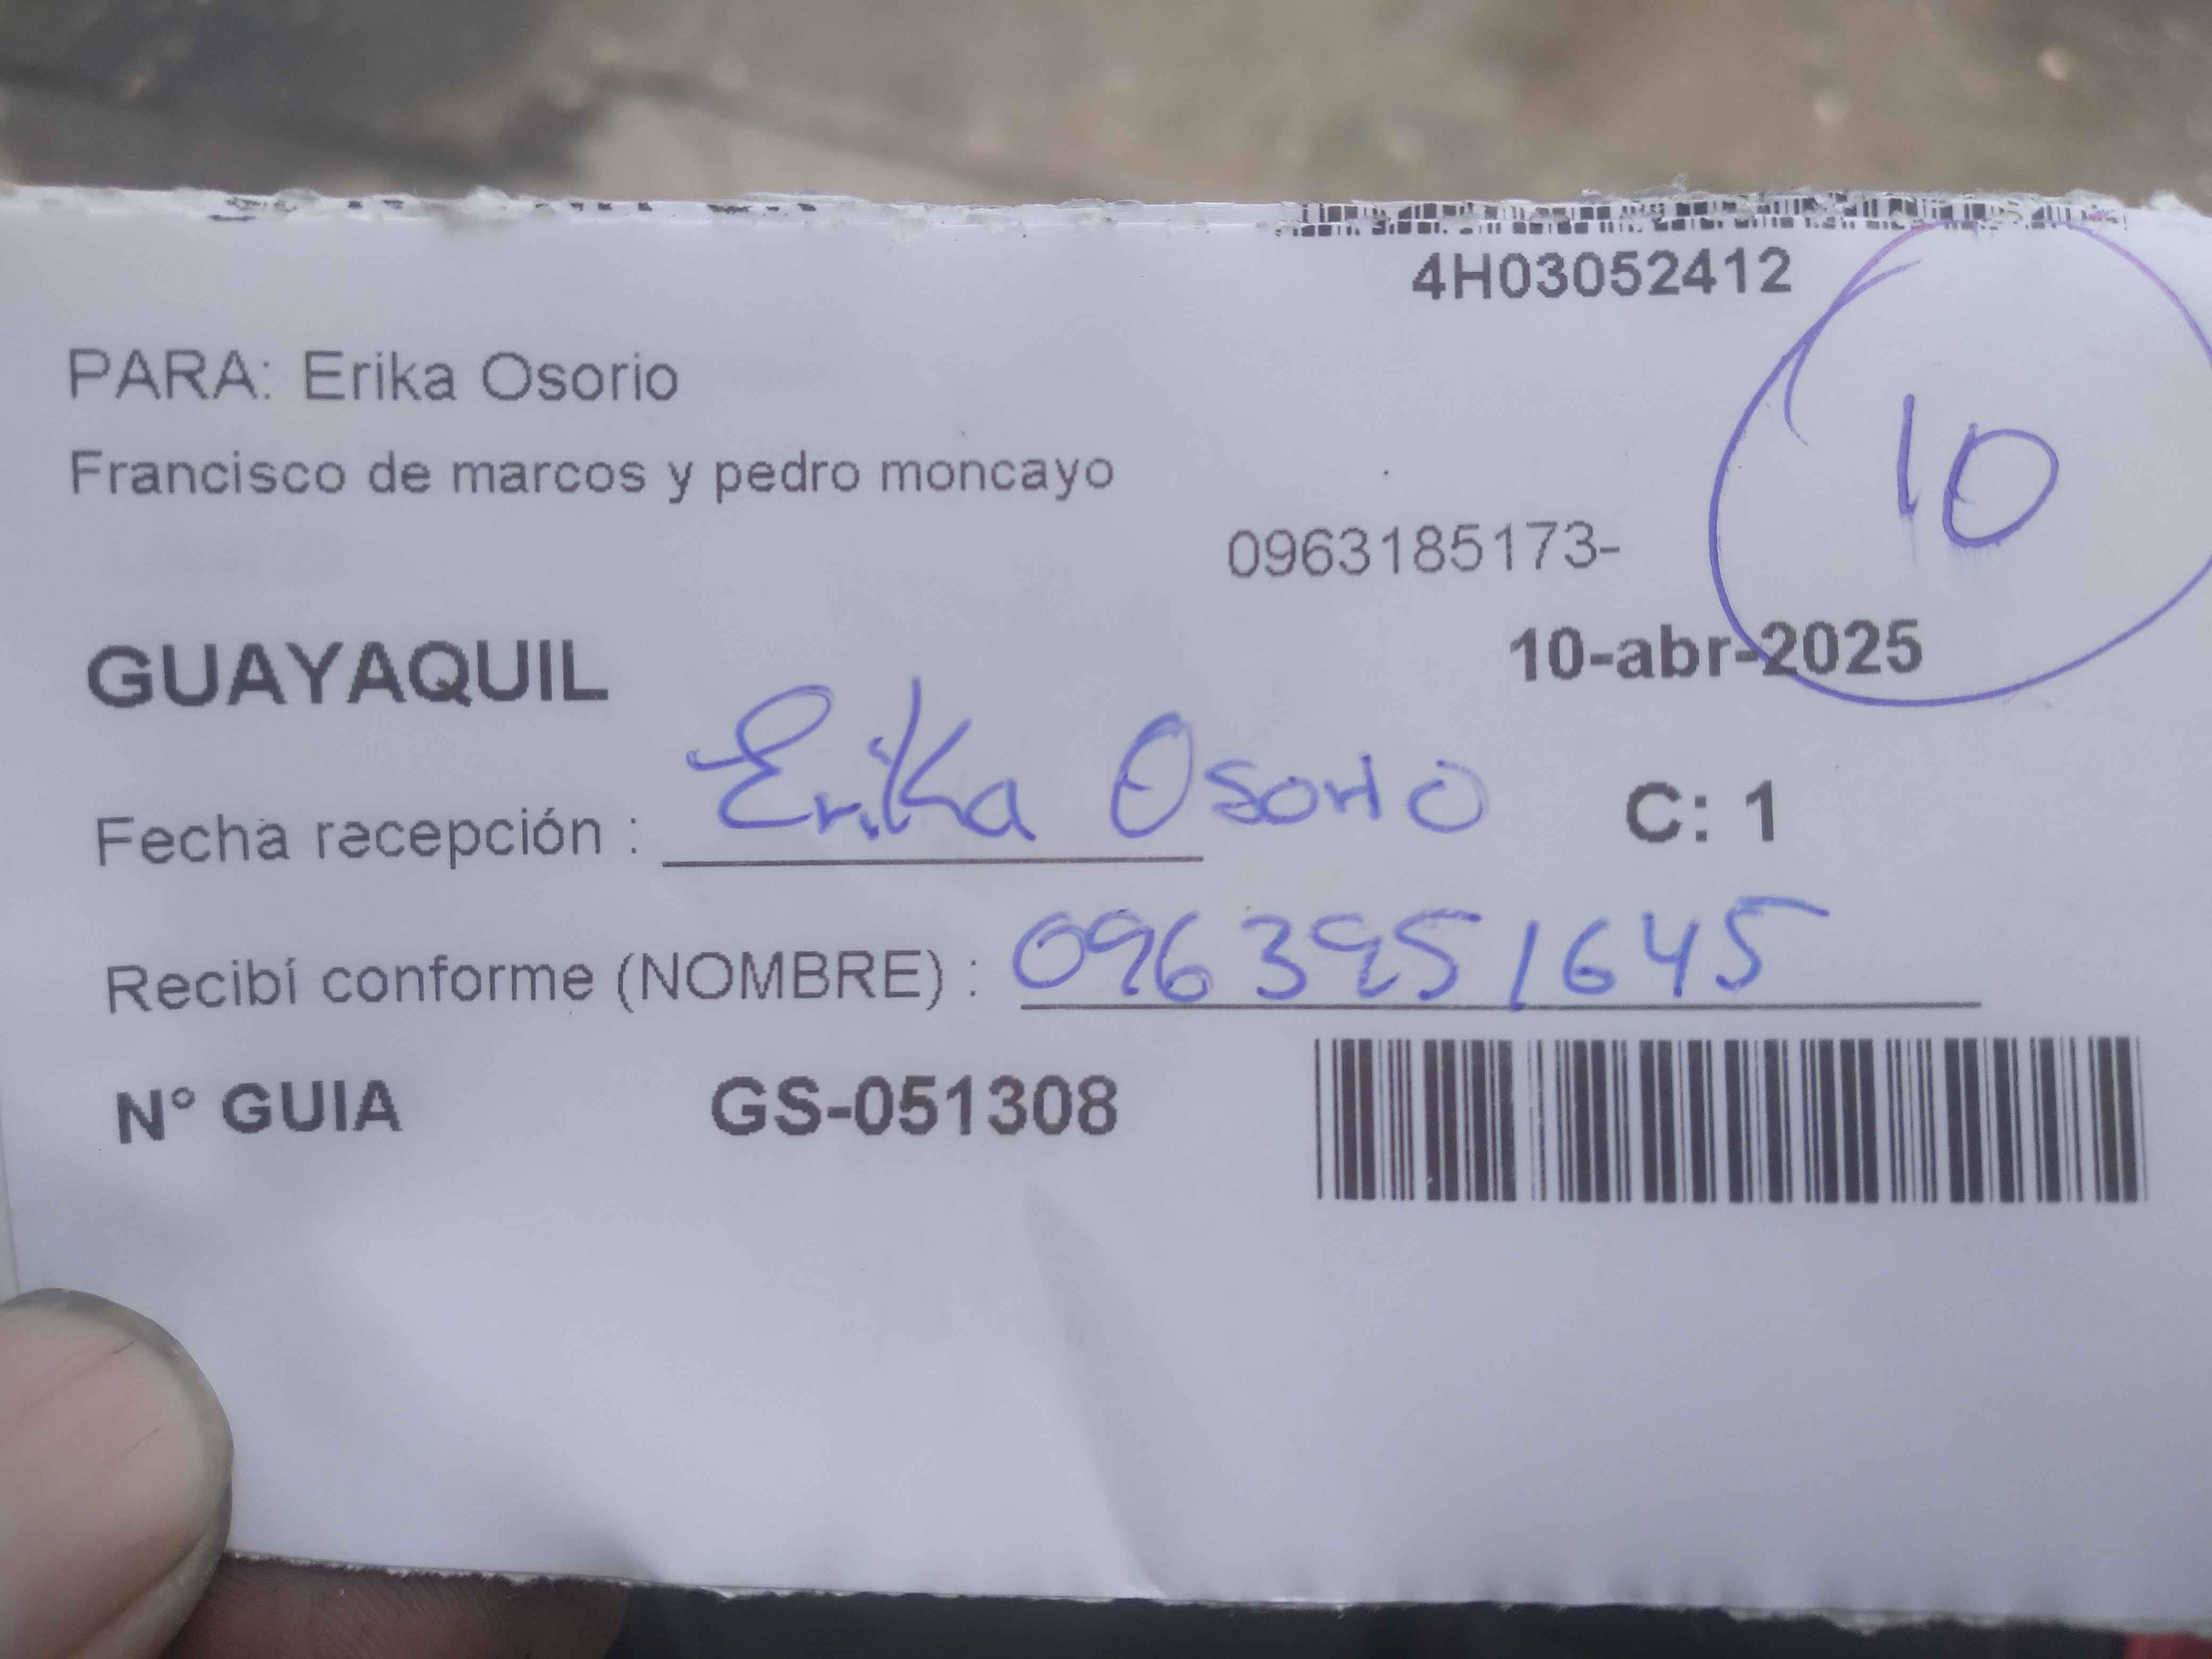 4H03052412
10
PARA: Erika Osorio
Francisco de marcos y pedro moncayo
0963185173-
GUAYAQUIL 10-abr-2025
Fecha recepción : Erika Osorio C: 1
Recibí conforme (NOMBRE) : 0963951645
N° GUIA GS-051308